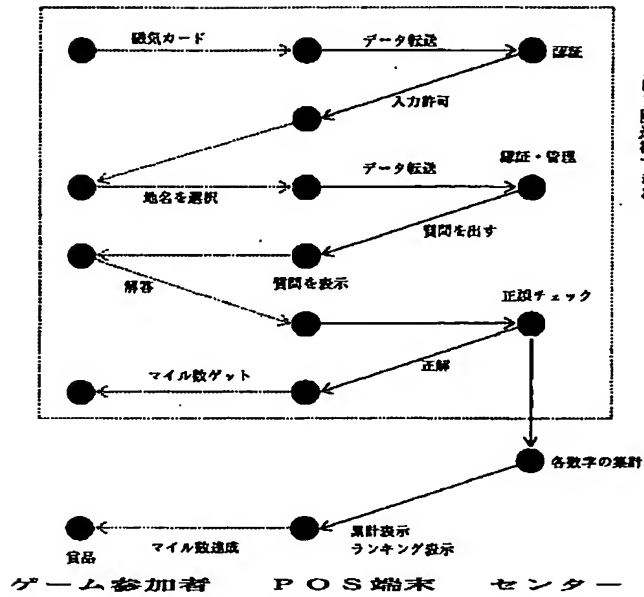 磁気カード
データ転送
認証
入力許可
地名を選択
データ転送
認証・管理
質問を出す
解答
質問を表示
正誤チェック
マイル数ゲット
正解
各数字の集計
賞品
マイル数達成
累計表示
ランキング表示
ゲーム参加者
POS端末
センター